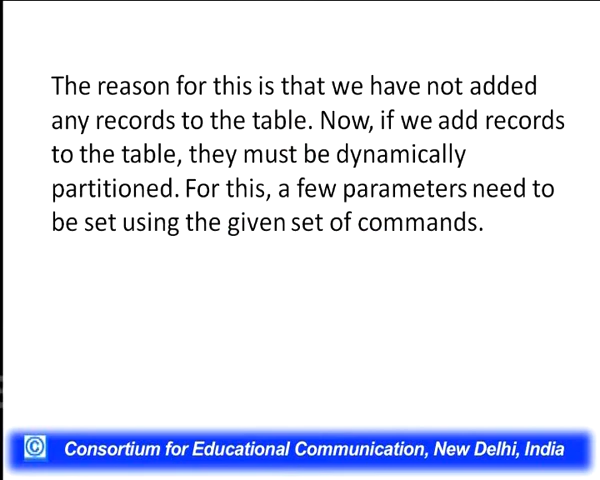 The reason for this is that we have not added
any records to the table. Now, if we add records
to the table, they must be dynamically
partitioned. For this, a few parameters need to
be set using the given set of commands.
© Consortium for Educational Communication, New Delhi, India